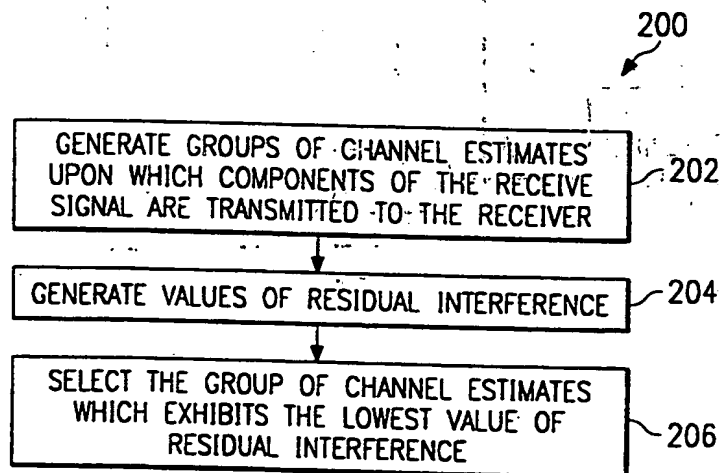 200
GENERATE GROUPS OF CHANNEL ESTIMATES
UPON WHICH COMPONENTS OF THE RECEIVE
SIGNAL ARE TRANSMITTED TO THE RECEIVER
202
GENERATE VALUES OF RESIDUAL INTERFERENCE
204
SELECT THE GROUP OF CHANNEL ESTIMATES
WHICH EXHIBITS THE LOWEST VALUE OF
RESIDUAL INTERFERENCE
206